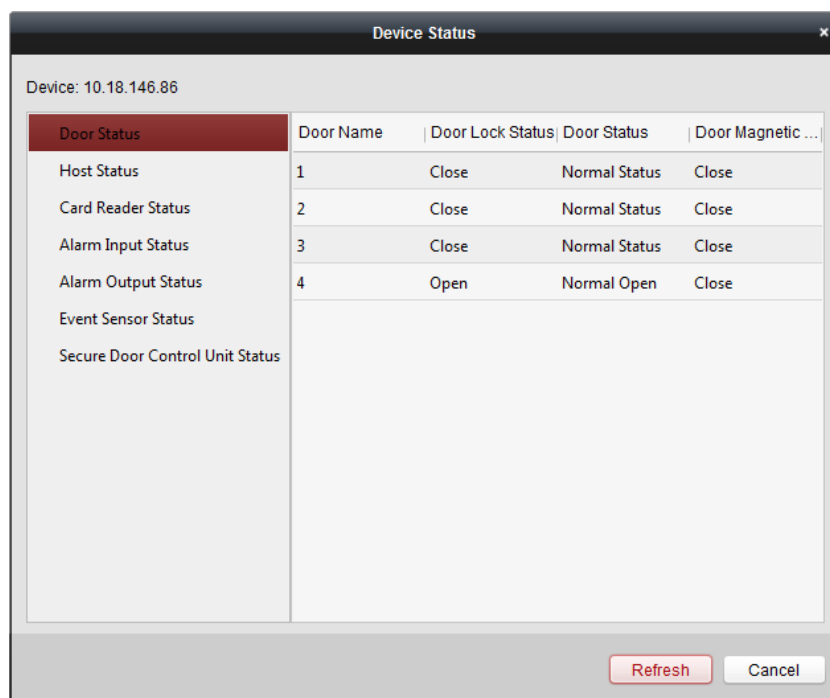 Device Status ×
Device: 10.18.146.86
Door Status
Host Status
Card Reader Status
Alarm Input Status
Alarm Output Status
Event Sensor Status
Secure Door Control Unit Status
Door Name Door Lock Status Door Status Door Magnetic ...
1 Close Normal Status Close
2 Close Normal Status Close
3 Close Normal Status Close
4 Open Normal Open Close
Refresh Cancel